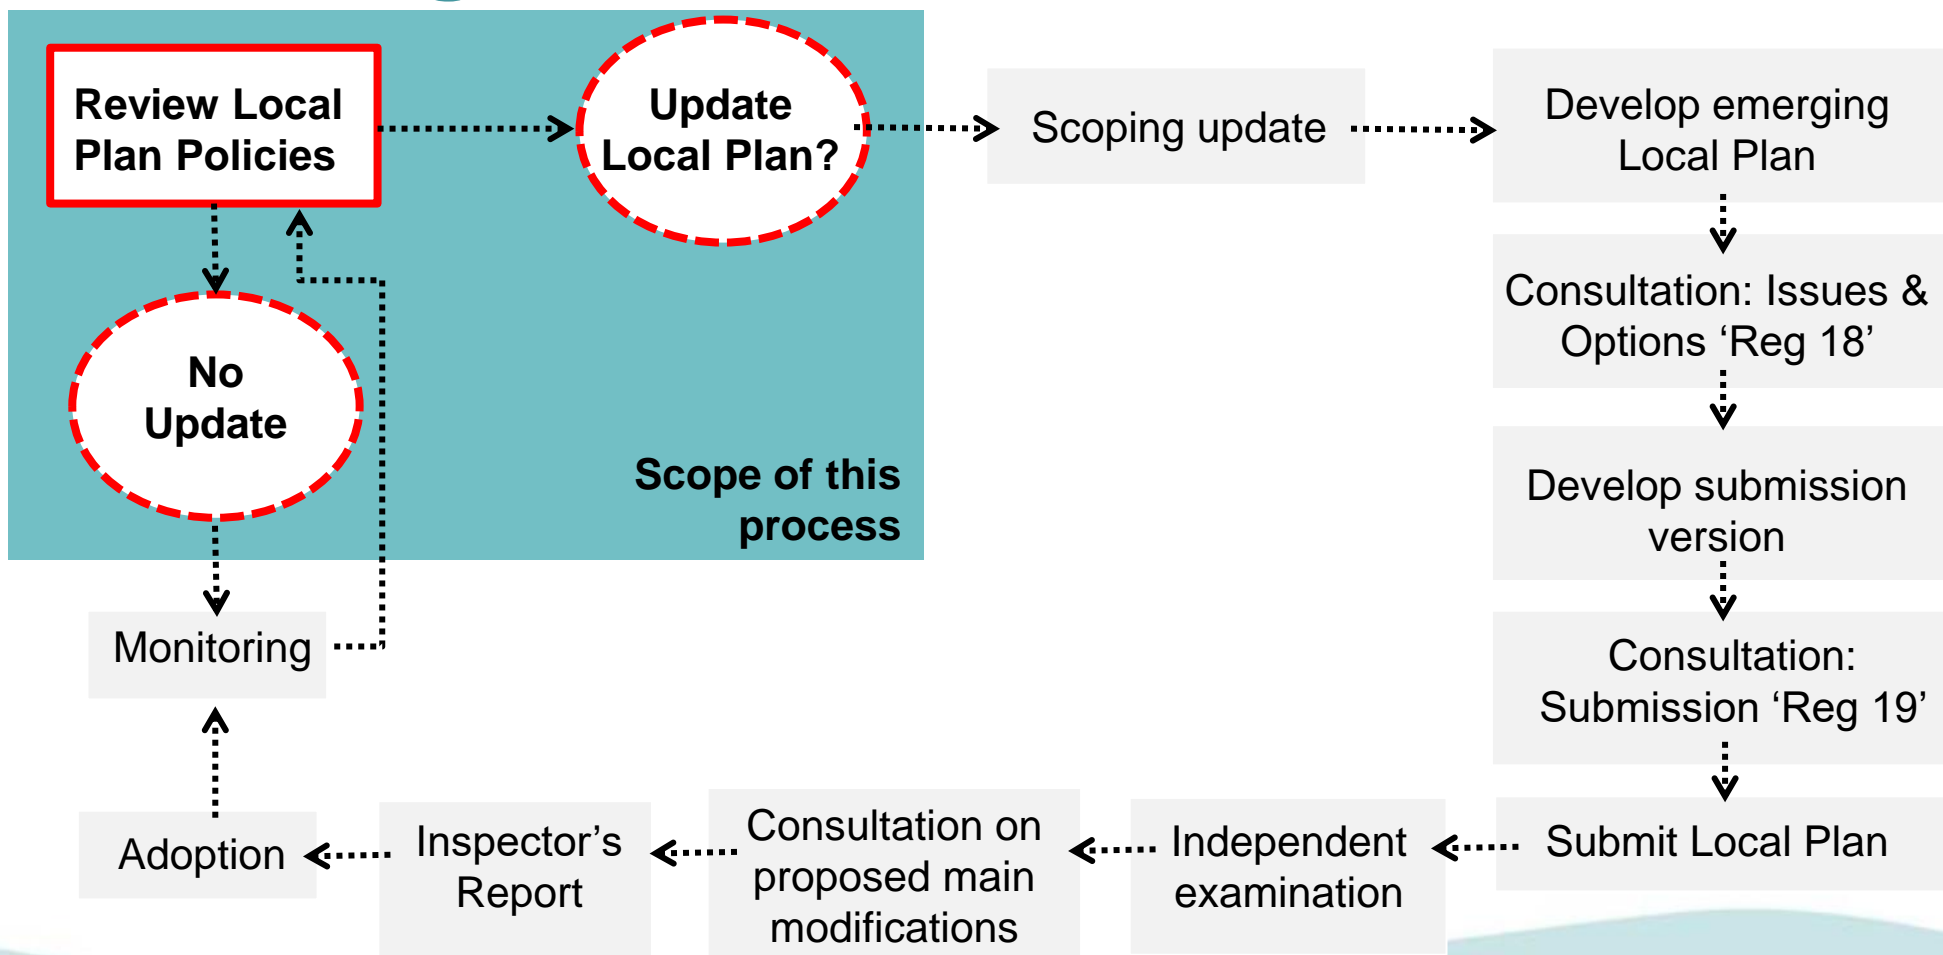 Review Local
Plan Policies
Update
Local Plan?
Scoping update
Develop emerging
Local Plan
Consultation: Issues &
Options ‘Reg 18’
No
Update
Scope of this
process
Develop submission
version
Monitoring
Consultation:
Submission ‘Reg 19’
Adoption
Inspector’s
Report
Consultation on
proposed main
modifications
Independent
examination
Submit Local Plan